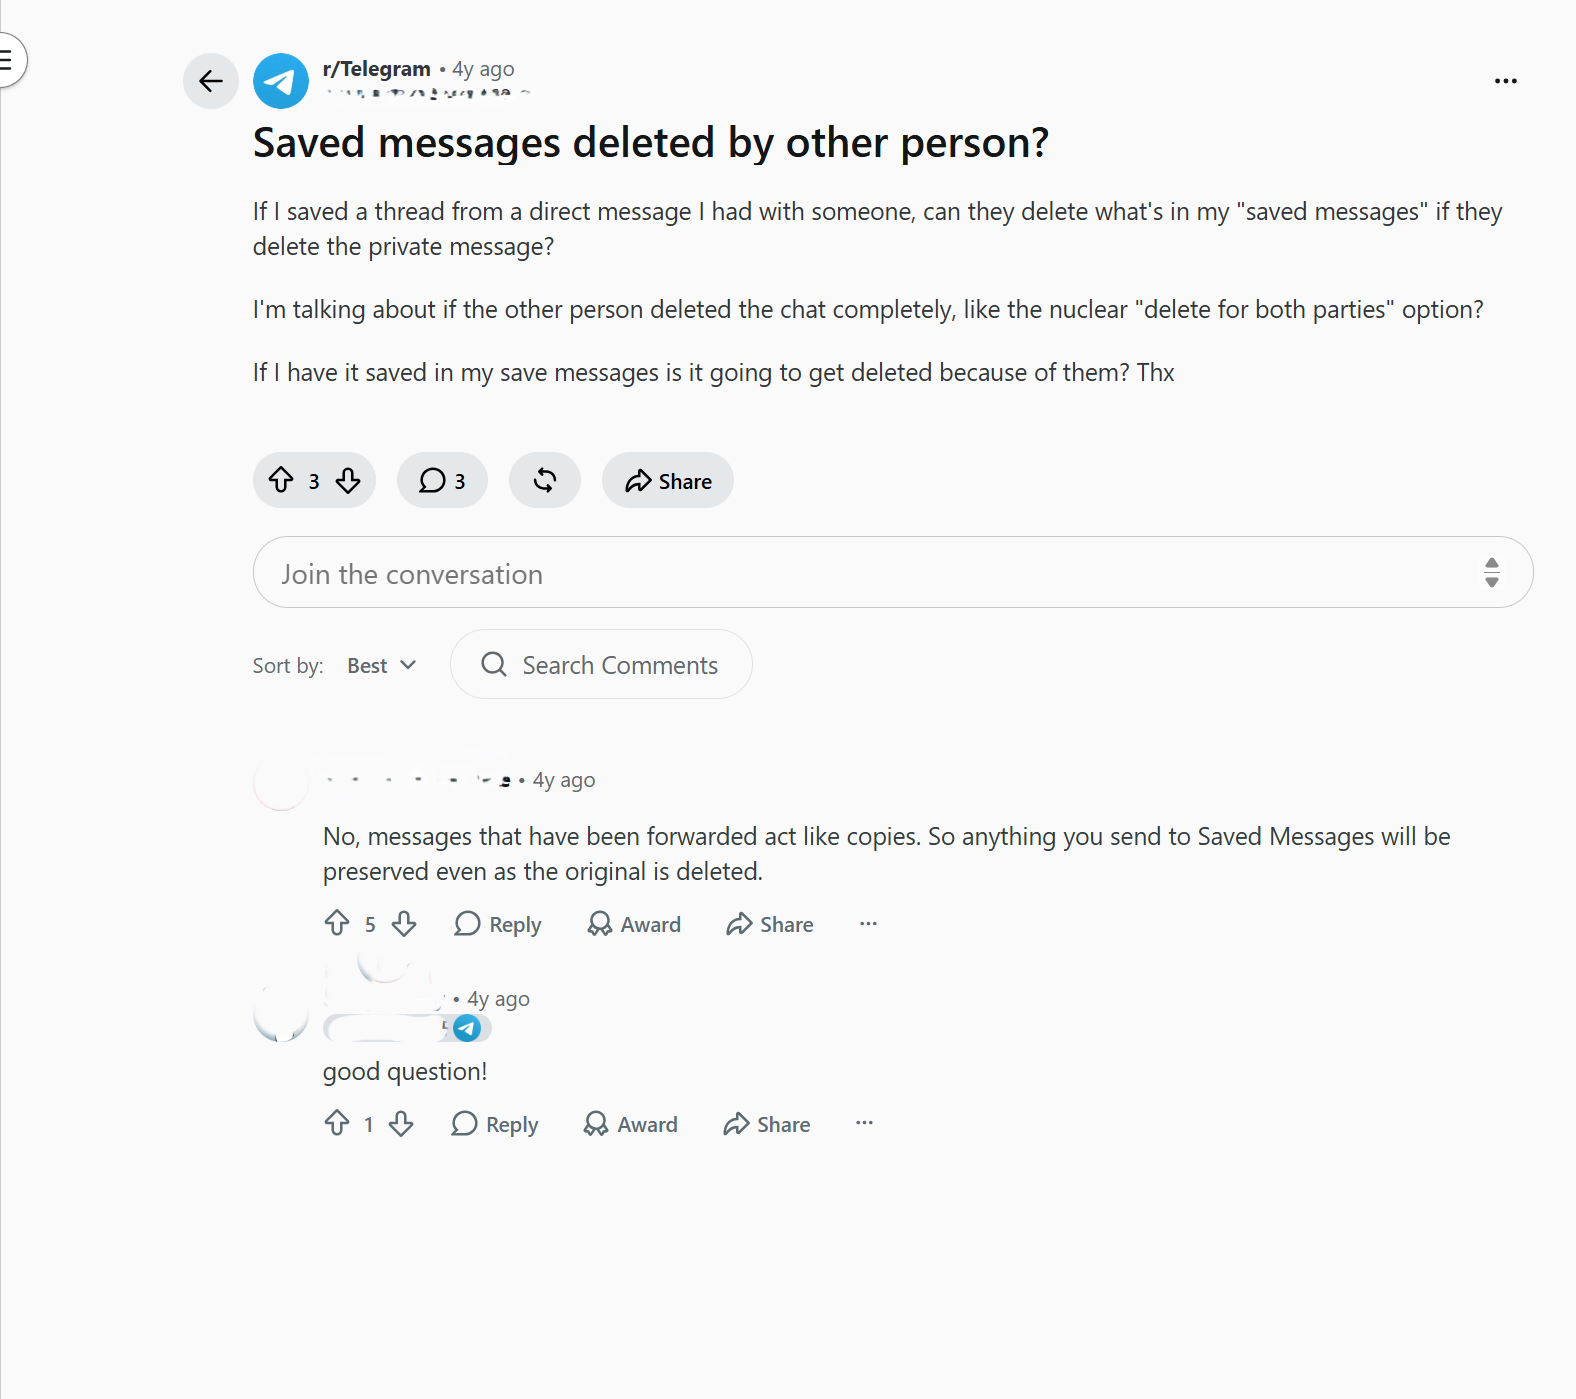 r/Telegram • 4y ago
Saved messages deleted by other person?
If I saved a thread from a direct message I had with someone, can they delete what's in my "saved messages" if they
delete the private message?
I'm talking about if the other person deleted the chat completely, like the nuclear "delete for both parties" option?
If I have it saved in my save messages is it going to get deleted because of them? Thx
3 3 Share
Join the conversation
Sort by: Best Search Comments
• 4y ago
No, messages that have been forwarded act like copies. So anything you send to Saved Messages will be
preserved even as the original is deleted.
5 Reply Award Share
• 4y ago
good question!
1 Reply Award Share